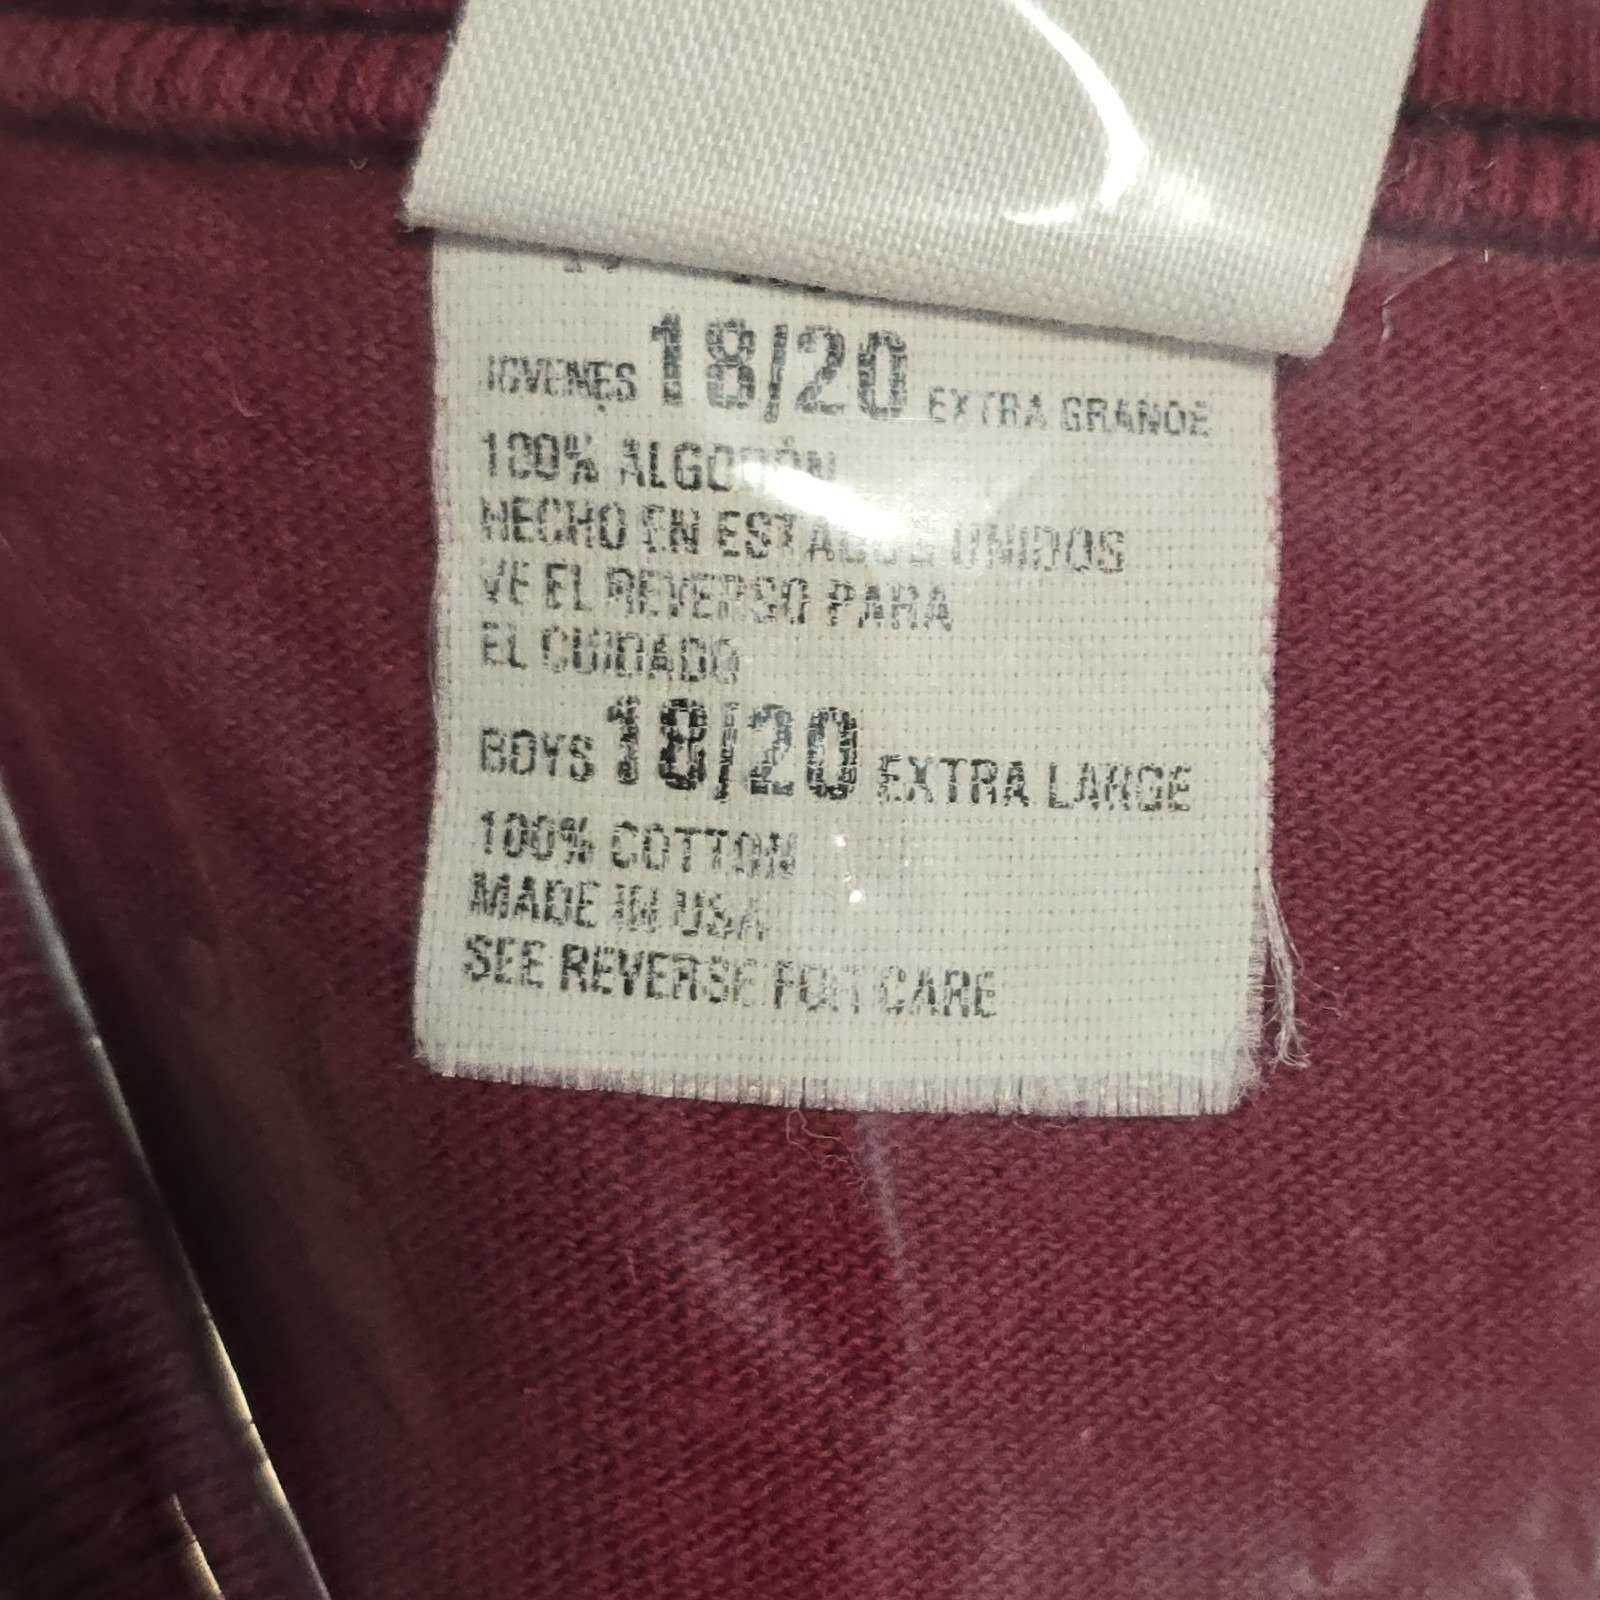 JOVENES 18/20 EXTRA GRANDE
100% ALGODÓN
HECHO EN ESTADOS UNIDOS
VE EL REVERSO PARA
EL CUIDADO
BOYS 18/20 EXTRA LARGE
100% COTTON
MADE IN USA
SEE REVERSE FOR CARE